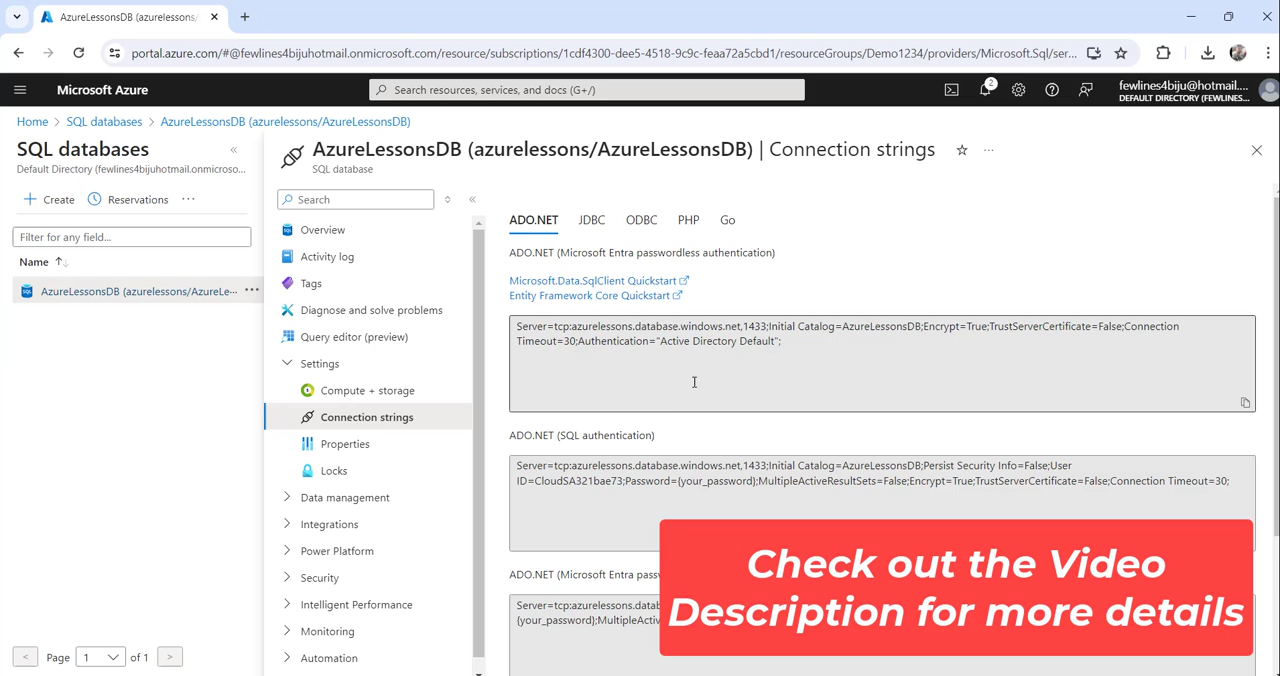 AzureLessonsDB (azurelessons/
portal.azure.com/#@fewlines4bijuhotmail.onmicrosoft.com/resource/subscriptions/1cdf4300-dee5-4518-9c9c-feaa72a5cbd1/resourceGroups/Demo1234/providers/Microsoft.Sql/ser...
Microsoft Azure
Search resources, services, and docs (G+/)
2
fewlines4biju@hotmail....
DEFAULT DIRECTORY (FEWLINES...
Home > SQL databases > AzureLessonsDB (azurelessons/AzureLessonsDB)
SQL databases
Default Directory (fewlines4bijuhotmail.onmicroso...
+ Create
Reservations
...
Filter for any field...
Name ↑↓
AzureLessonsDB (azurelessons/AzureLe...
...
< Page 1 of 1 >
AzureLessonsDB (azurelessons/AzureLessonsDB) | Connection strings
...
SQL database
Search
Overview
Activity log
Tags
Diagnose and solve problems
Query editor (preview)
Settings
Compute + storage
Connection strings
Properties
Locks
Data management
Integrations
Power Platform
Security
Intelligent Performance
Monitoring
Automation
ADO.NET JDBC ODBC PHP Go
ADO.NET (Microsoft Entra passwordless authentication)
Microsoft.Data.SqlClient Quickstart
Entity Framework Core Quickstart
Server=tcp:azurelessons.database.windows.net,1433;Initial Catalog=AzureLessonsDB;Encrypt=True;TrustServerCertificate=False;Connection
Timeout=30;Authentication="Active Directory Default";
ADO.NET (SQL authentication)
Server=tcp:azurelessons.database.windows.net,1433;Initial Catalog=AzureLessonsDB;Persist Security Info=False;User
ID=CloudSA321bae73;Password={your_password};MultipleActiveResultSets=False;Encrypt=True;TrustServerCertificate=False;Connection Timeout=30;
ADO.NET (Microsoft Entra passw
Server=tcp:azurelessons.databa
{your_password};MultipleActive
Check out the Video
Description for more details